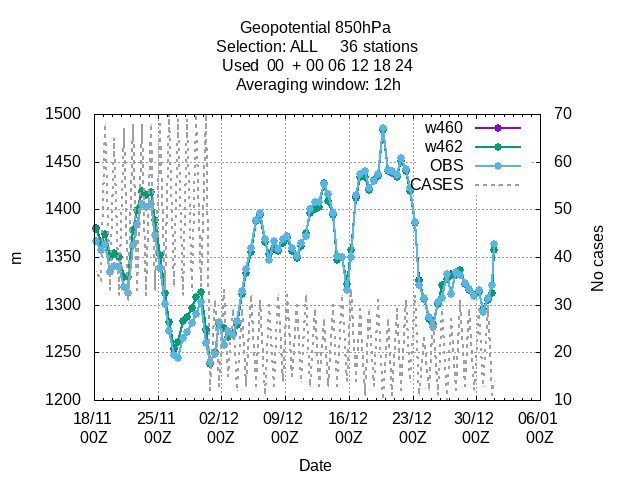 Geopotential 850hPa
Selection: ALL 36 stations
Used 00 + 00 06 12 18 24
Averaging window: 12h
1500 70
w460
w462
OBS
CASES
1450 60
1400 50
m
1350 40
No cases
1300 30
1250 20
1200 10
18/11 25/11 02/12 09/12 16/12 23/12 30/12 06/01
00Z 00Z 00Z 00Z 00Z 00Z 00Z 00Z
Date